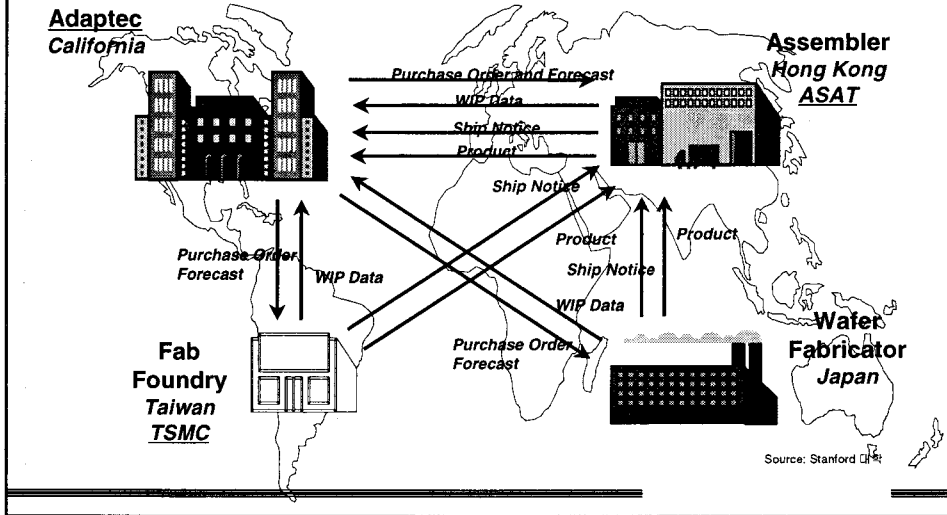 Adaptec
California
Assembler
Hong Kong
ASAT
Purchase Order and Forecast
WIP Data
Ship Notice
Product
Ship Notice
Purchase Order
Forecast
WIP Data
Product
Product
Ship Notice
WIP Data
Purchase Order
Forecast
Fab
Foundry
Taiwan
TSMC
Wafer
Fabricator
Japan
Source: Stanford